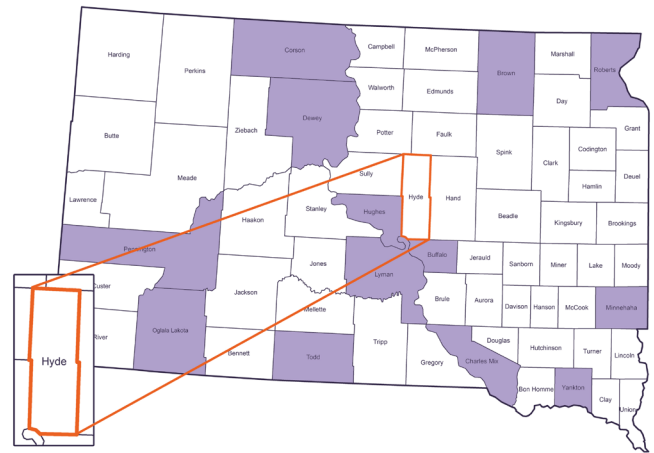 Harding
Perkins
Corson
Campbell
McPherson
Brown
Marshall
Roberts
Walworth
Edmunds
Day
Grant
Butte
Ziebach
Dewey
Potter
Faulk
Spink
Clark
Codington
Hamlin
Deuel
Meade
Sully
Hyde
Hand
Lawrence
Haakon
Stanley
Hughes
Beadle
Kingsbury
Brookings
Pennington
Jones
Lyman
Buffalo
Jerauld
Sanborn
Miner
Lake
Moody
Custer
Jackson
Mellette
Brule
Aurora
Davison
Hanson
McCook
Minnehaha
River
Oglala Lakota
Bennett
Todd
Tripp
Gregory
Charles Mix
Douglas
Hutchinson
Turner
Lincoln
Bon Homme
Yankton
Clay
Union
Hyde